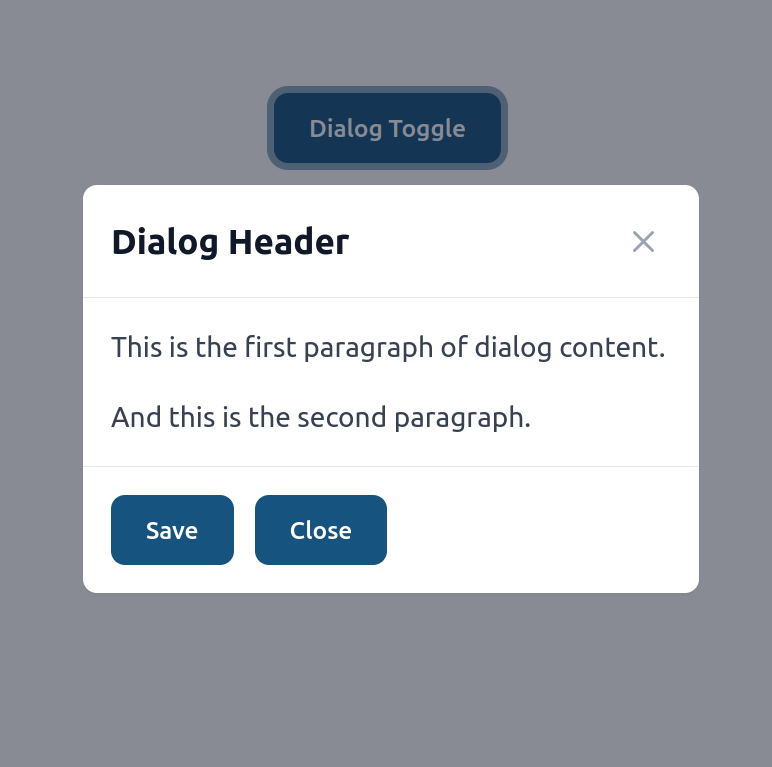 Dialog Toggle
Dialog Header
This is the first paragraph of dialog content.
And this is the second paragraph.
Save
Close